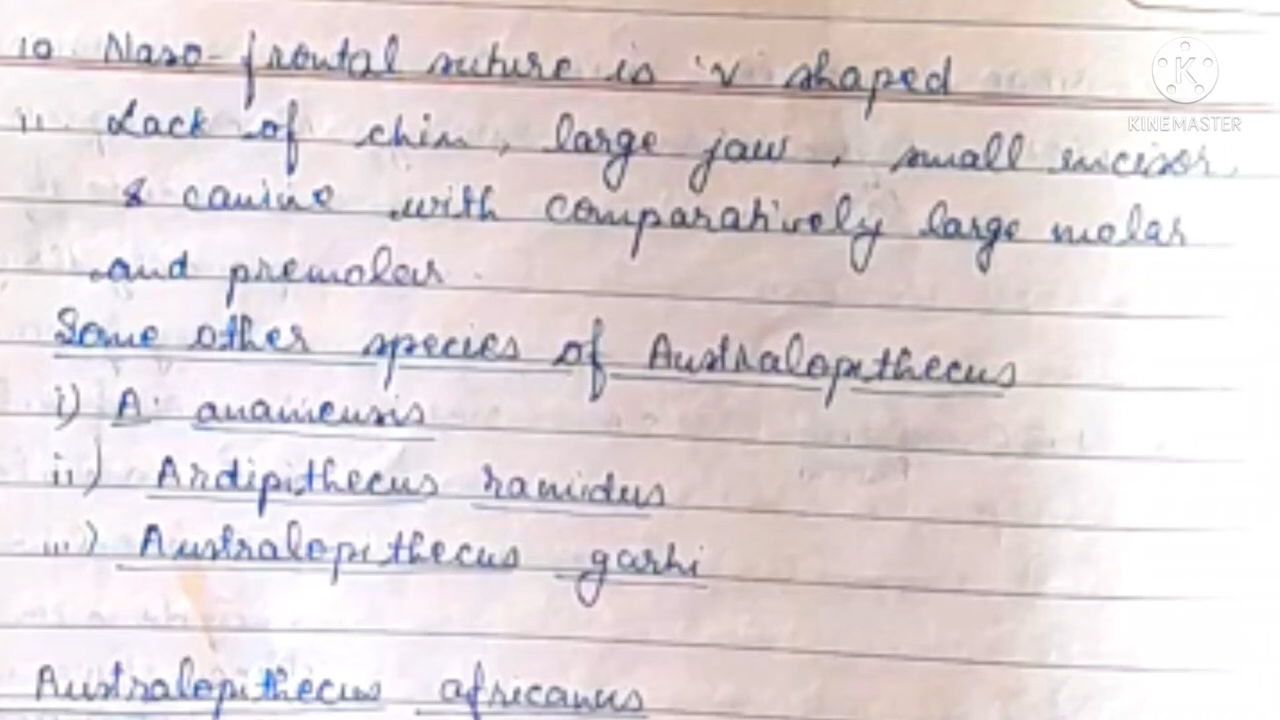 10 Naso-frontal suture is 'v' shaped
11 Lack of chin, large jaw, small incisor,
& canine with comparatively large molar
and premolar.
Some other species of Australopithecus
i) A. anamensis
ii) Ardipithecus ramidus
iii) Australopithecus garhi
Australopithecus africanus
KINEMASTER